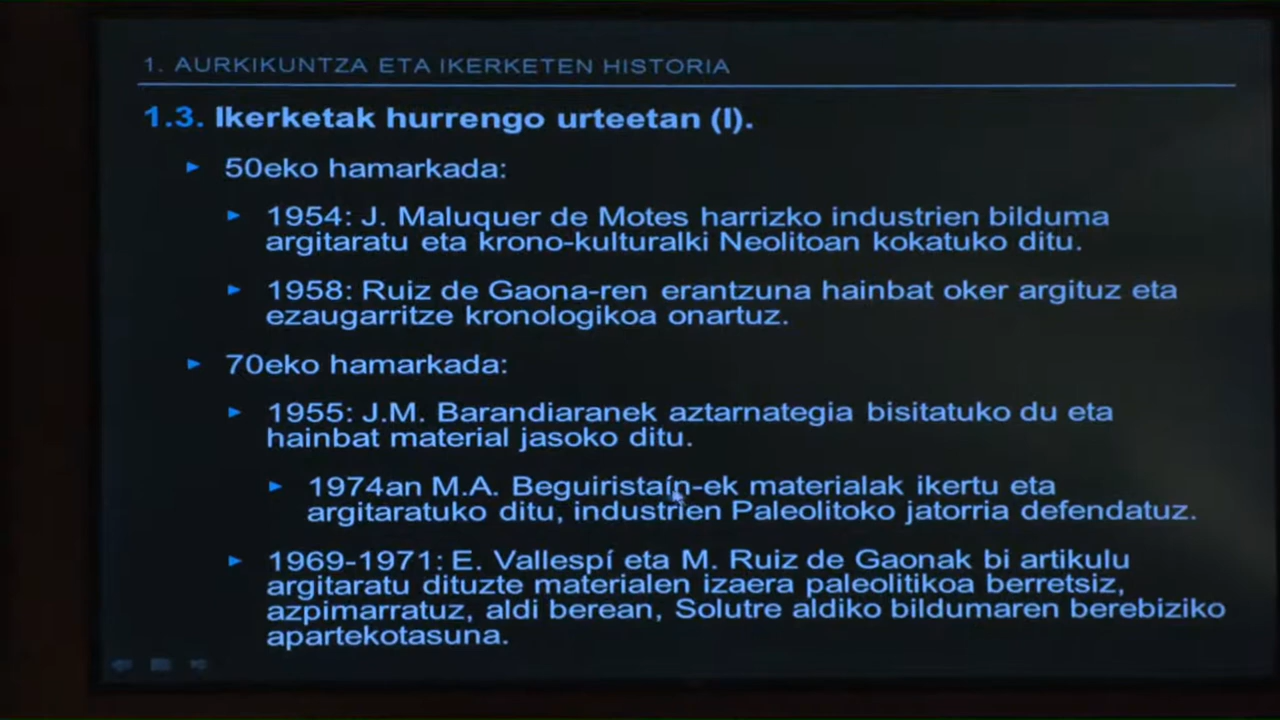 1. AURKIKUNTZA ETA IKERKETEN HISTORIA
1.3. Ikerketak hurrengo urteetan (I).
50eko hamarkada:
1954: J. Maluquer de Motes harrizko industrien bilduma
argitaratu eta krono-kulturalki Neolitoan kokatuko ditu.
1958: Ruiz de Gaona-ren erantzuna hainbat oker argituz eta
ezaugarritze kronologikoa onartuz.
70eko hamarkada:
1955: J.M. Barandiaranek aztarnategia bisitatuko du eta
hainbat material jasoko ditu.
1974an M.A. Beguiristaín-ek materialak ikertu eta
argitaratuko ditu, industrien Paleolitoko jatorria defendatuz.
1969-1971: E. Vallespí eta M. Ruiz de Gaonak bi artikulu
argitaratu dituzte materialen izaera paleolitikoa berretsiz,
azpimarratuz, aldi berean, Solutre aldiko bildumaren berebiziko
apartekotasuna.